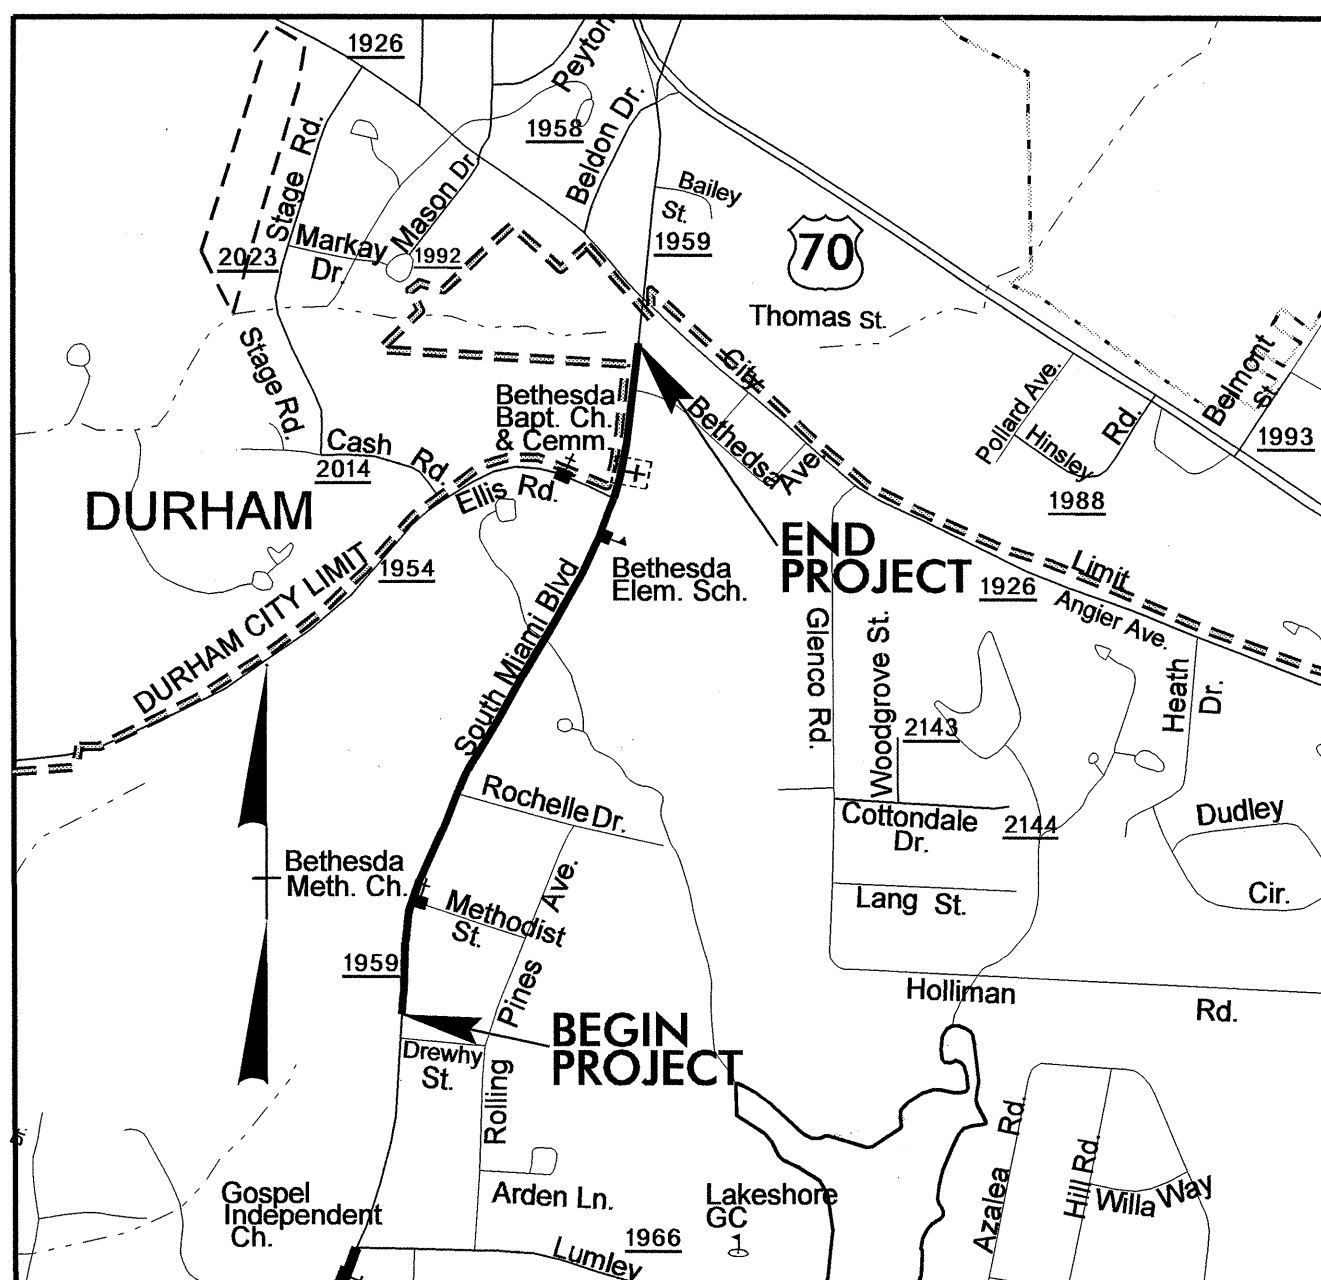 1926
Peyton
1958
Beldon Dr.
Stage Rd.
Mason Dr.
Bailey
St.
1959
Markay
Dr.
1992
2023
70
Thomas St.
Stage Rd.
City
Belmont
St.
Pollard Ave.
Hinsley
Rd.
1993
1988
Bethesda
Bapt. Ch.
& Cemm.
Bethedsa
Ave
Cash
Rd.
2014
Ellis Rd.
DURHAM
END
PROJECT
1954
DURHAM CITY LIMIT
Bethesda
Elem. Sch.
Limit
1926
Angier Ave.
South Miami Blvd
Glenco Rd.
Woodgrove St.
2143
Heath
Dr.
Rochelle Dr.
Cottondale
Dr.
2144
Dudley
Cir.
Bethesda
Meth. Ch.
Methodist
St.
Lang St.
1959
Holliman
Rd.
BEGIN
PROJECT
Drewhy
St.
Rolling Pines Ave.
Dr.
Azalea Rd.
Hill Rd.
Willa Way
Gospel
Independent
Ch.
Arden Ln.
Lakeshore
GC
1966
Lumley